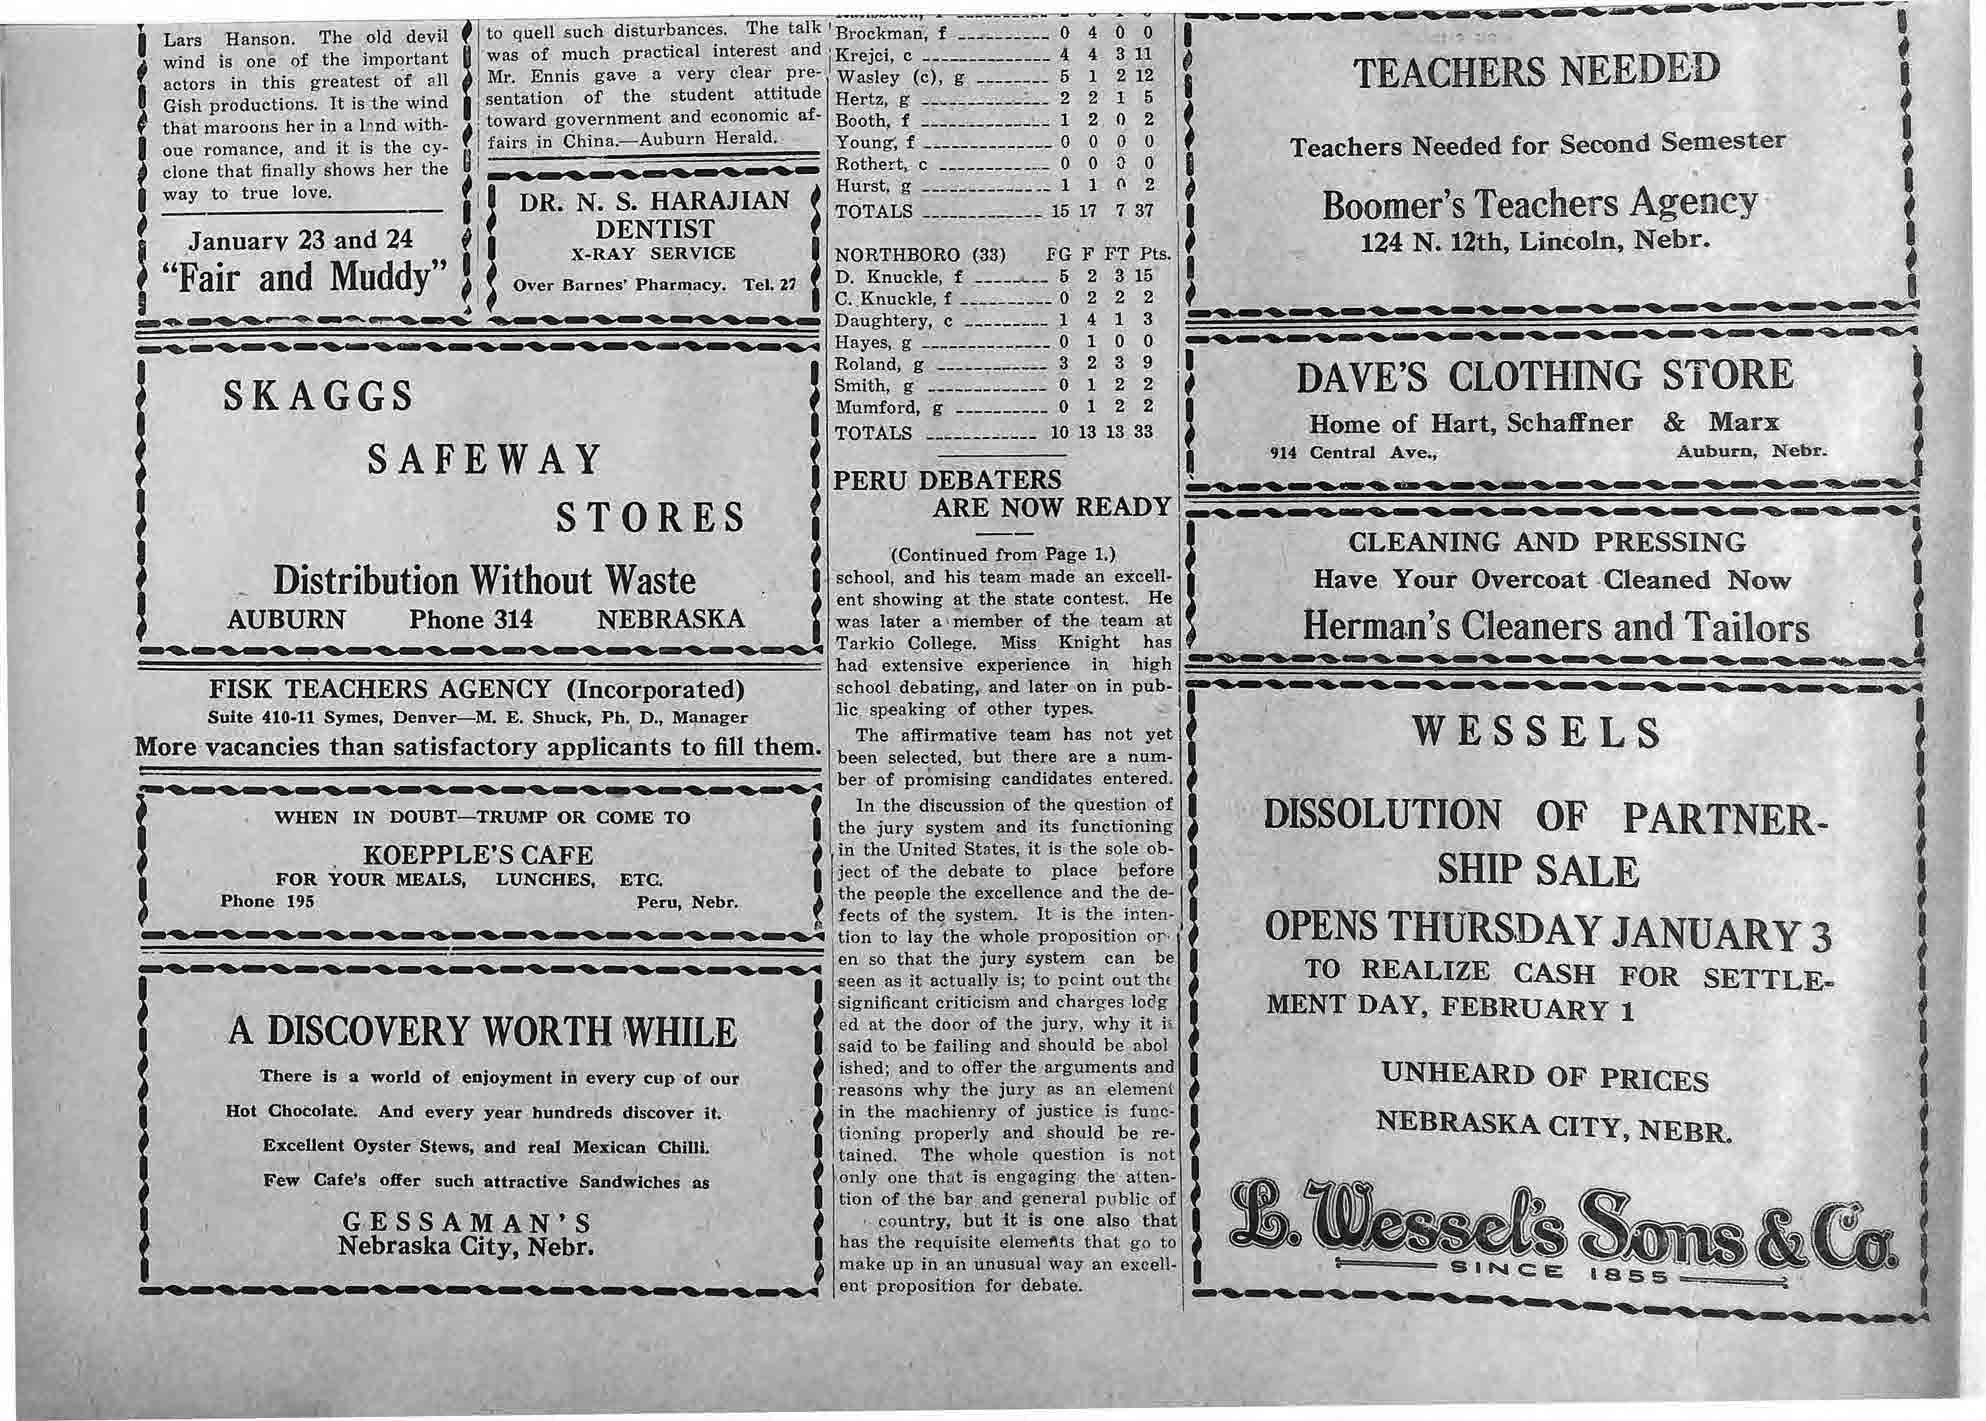 Lars Hanson. The old devil
wind is one of the important
actors in this greatest of all
Gish productions. It is the wind
that maroons her in a land with-
oue romance, and it is the cy-
clone that finally shows her the
way to true love.
January 23 and 24
"Fair and Muddy"
to quell such disturbances. The talk
was of much practical interest and
Mr. Ennis gave a very clear pre-
sentation of the student attitude
toward government and economic af-
fairs in China.—Auburn Herald.
DR. N. S. HARAJIAN
DENTIST
X-RAY SERVICE
Over Barnes' Pharmacy. Tel. 27
SKAGGS
SAFEWAY
STORES
Distribution Without Waste
AUBURN Phone 314 NEBRASKA
FISK TEACHERS AGENCY (Incorporated)
Suite 410-11 Symes, Denver—M. E. Shuck, Ph. D., Manager
More vacancies than satisfactory applicants to fill them.
WHEN IN DOUBT—TRUMP OR COME TO
KOEPPLE'S CAFE
FOR YOUR MEALS, LUNCHES, ETC.
Phone 195 Peru, Nebr.
A DISCOVERY WORTH WHILE
There is a world of enjoyment in every cup of our
Hot Chocolate. And every year hundreds discover it.
Excellent Oyster Stews, and real Mexican Chilli.
Few Cafe's offer such attractive Sandwiches as
GESSAMAN'S
Nebraska City, Nebr.
Brockman, f ---------- 0 4 0 0
Krejci, c --------------- 4 4 3 11
Wasley (c), g -------- 5 1 2 12
Hertz, g --------------- 2 2 1 5
Booth, f --------------- 1 2 0 2
Young, f --------------- 0 0 0 0
Rothert, c ------------- 0 0 0 0
Hurst, g --------------- 1 1 0 2
TOTALS -------------- 15 17 7 37
NORTHBORO (33) FG F FT Pts.
D. Knuckle, f --------- 5 2 3 15
C. Knuckle, f ---------- 0 2 2 2
Daughtery, c ---------- 1 4 1 3
Hayes, g --------------- 0 1 0 0
Roland, g ------------- 3 2 3 9
Smith, g -------------- 0 1 2 2
Mumford, g ---------- 0 1 2 2
TOTALS ------------- 10 13 13 33
PERU DEBATERS
ARE NOW READY
(Continued from Page 1.)
school, and his team made an excell-
ent showing at the state contest. He
was later a member of the team at
Tarkio College. Miss Knight has
had extensive experience in high
school debating, and later on in pub-
lic speaking of other types.
The affirmative team has not yet
been selected, but there are a num-
ber of promising candidates entered.
In the discussion of the question of
the jury system and its functioning
in the United States, it is the sole ob-
ject of the debate to place before
the people the excellence and the de-
fects of the system. It is the inten-
tion to lay the whole proposition op-
en so that the jury system can be
seen as it actually is; to point out the
significant criticism and charges lodg
ed at the door of the jury, why it is
said to be failing and should be abol
ished; and to offer the arguments and
reasons why the jury as an element
in the machienry of justice is func-
tioning properly and should be re-
tained. The whole question is not
only one that is engaging the atten-
tion of the bar and general public of
country, but it is one also that
has the requisite elements that go to
make up in an unusual way an excell-
ent proposition for debate.
TEACHERS NEEDED
Teachers Needed for Second Semester
Boomer's Teachers Agency
124 N. 12th, Lincoln, Nebr.
DAVE'S CLOTHING STORE
Home of Hart, Schaffner & Marx
914 Central Ave., Auburn, Nebr.
CLEANING AND PRESSING
Have Your Overcoat Cleaned Now
Herman's Cleaners and Tailors
WESSELS
DISSOLUTION OF PARTNER-
SHIP SALE
OPENS THURSDAY JANUARY 3
TO REALIZE CASH FOR SETTLE-
MENT DAY, FEBRUARY 1
UNHEARD OF PRICES
NEBRASKA CITY, NEBR.
L. Wessel's Sons & Co.
SINCE 1855